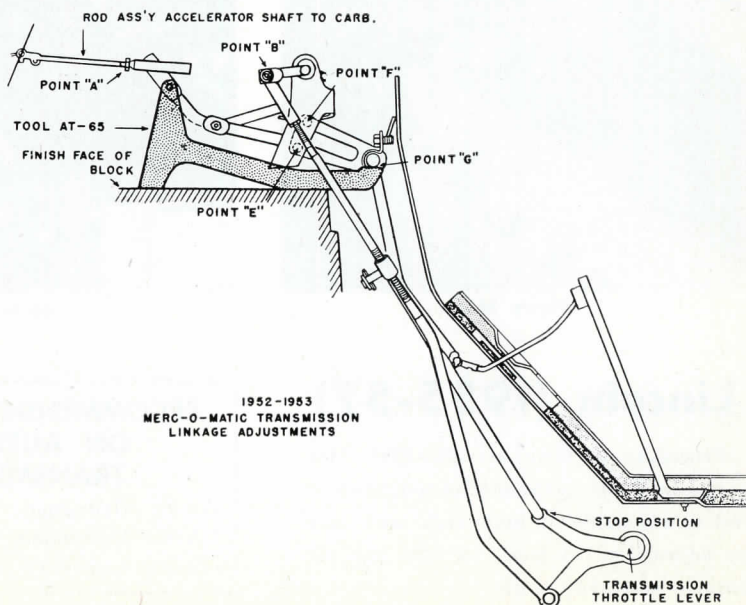 ROD ASS'Y ACCELERATOR SHAFT TO CARB.
POINT "B"
POINT "F"
POINT "A"
TOOL AT-65
FINISH FACE OF
BLOCK
POINT "G"
POINT "E"
1952-1953
MERC-O-MATIC TRANSMISSION
LINKAGE ADJUSTMENTS
STOP POSITION
TRANSMISSION
THROTTLE LEVER